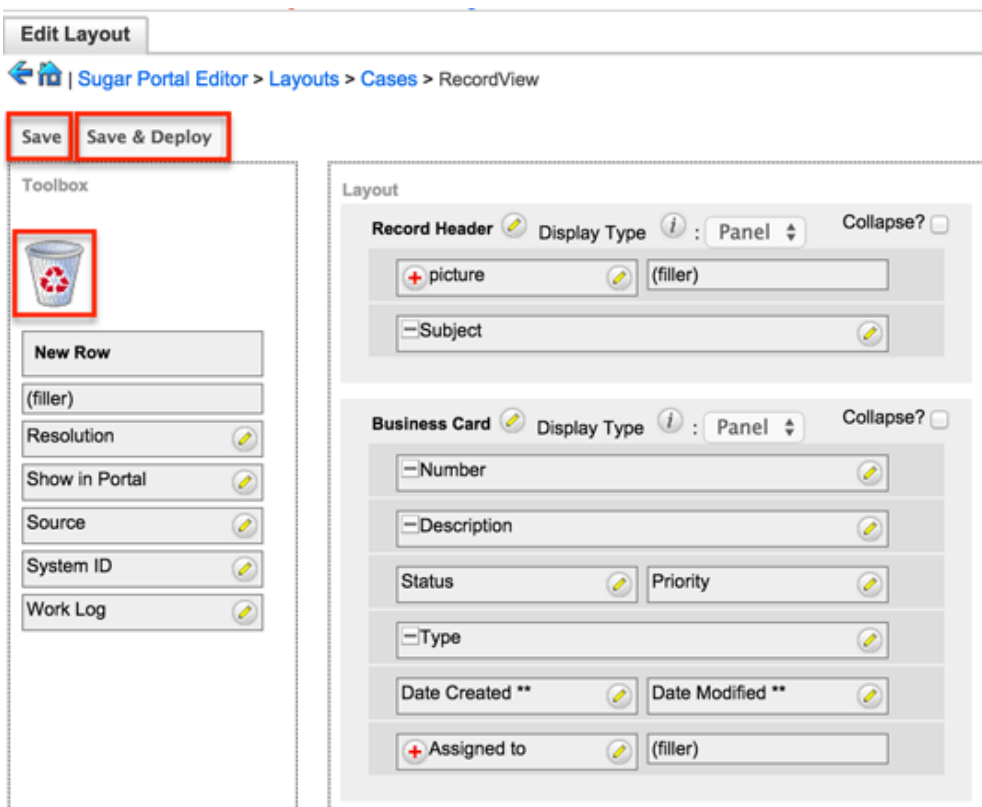 Edit Layout
| Sugar Portal Editor > Layouts > Cases > RecordView
Save Save & Deploy
Toolbox
New Row
(filler)
Resolution
Show in Portal
Source
System ID
Work Log
Layout
Record Header Display Type i : Panel Collapse?
picture (filler)
Subject
Business Card Display Type i : Panel Collapse?
Number
Description
Status Priority
Type
Date Created ** Date Modified **
Assigned to (filler)